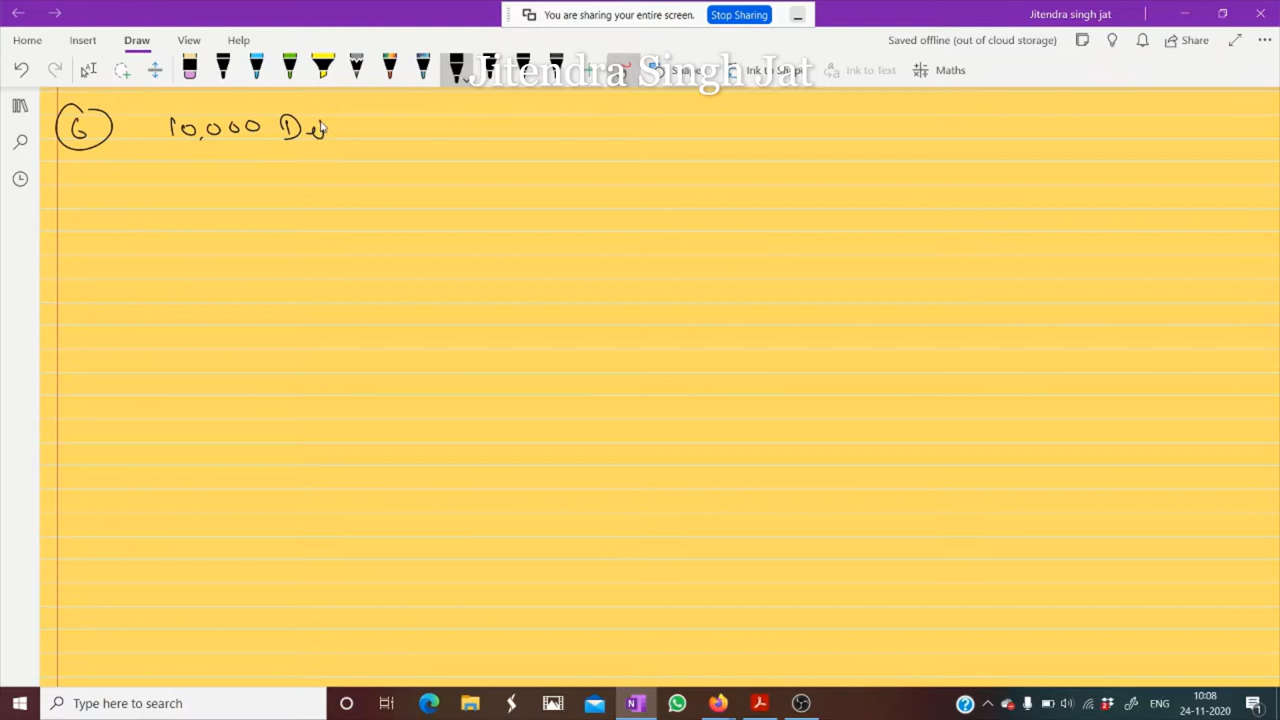 You are sharing your entire screen. Stop Sharing
Jitendra singh jat
Home Insert Draw View Help
Saved offline (out of cloud storage) Share
Jitendra Singh Jat
Ink to Text Maths
6 10,000 De
Type here to search
ENG
10:08
24-11-2020